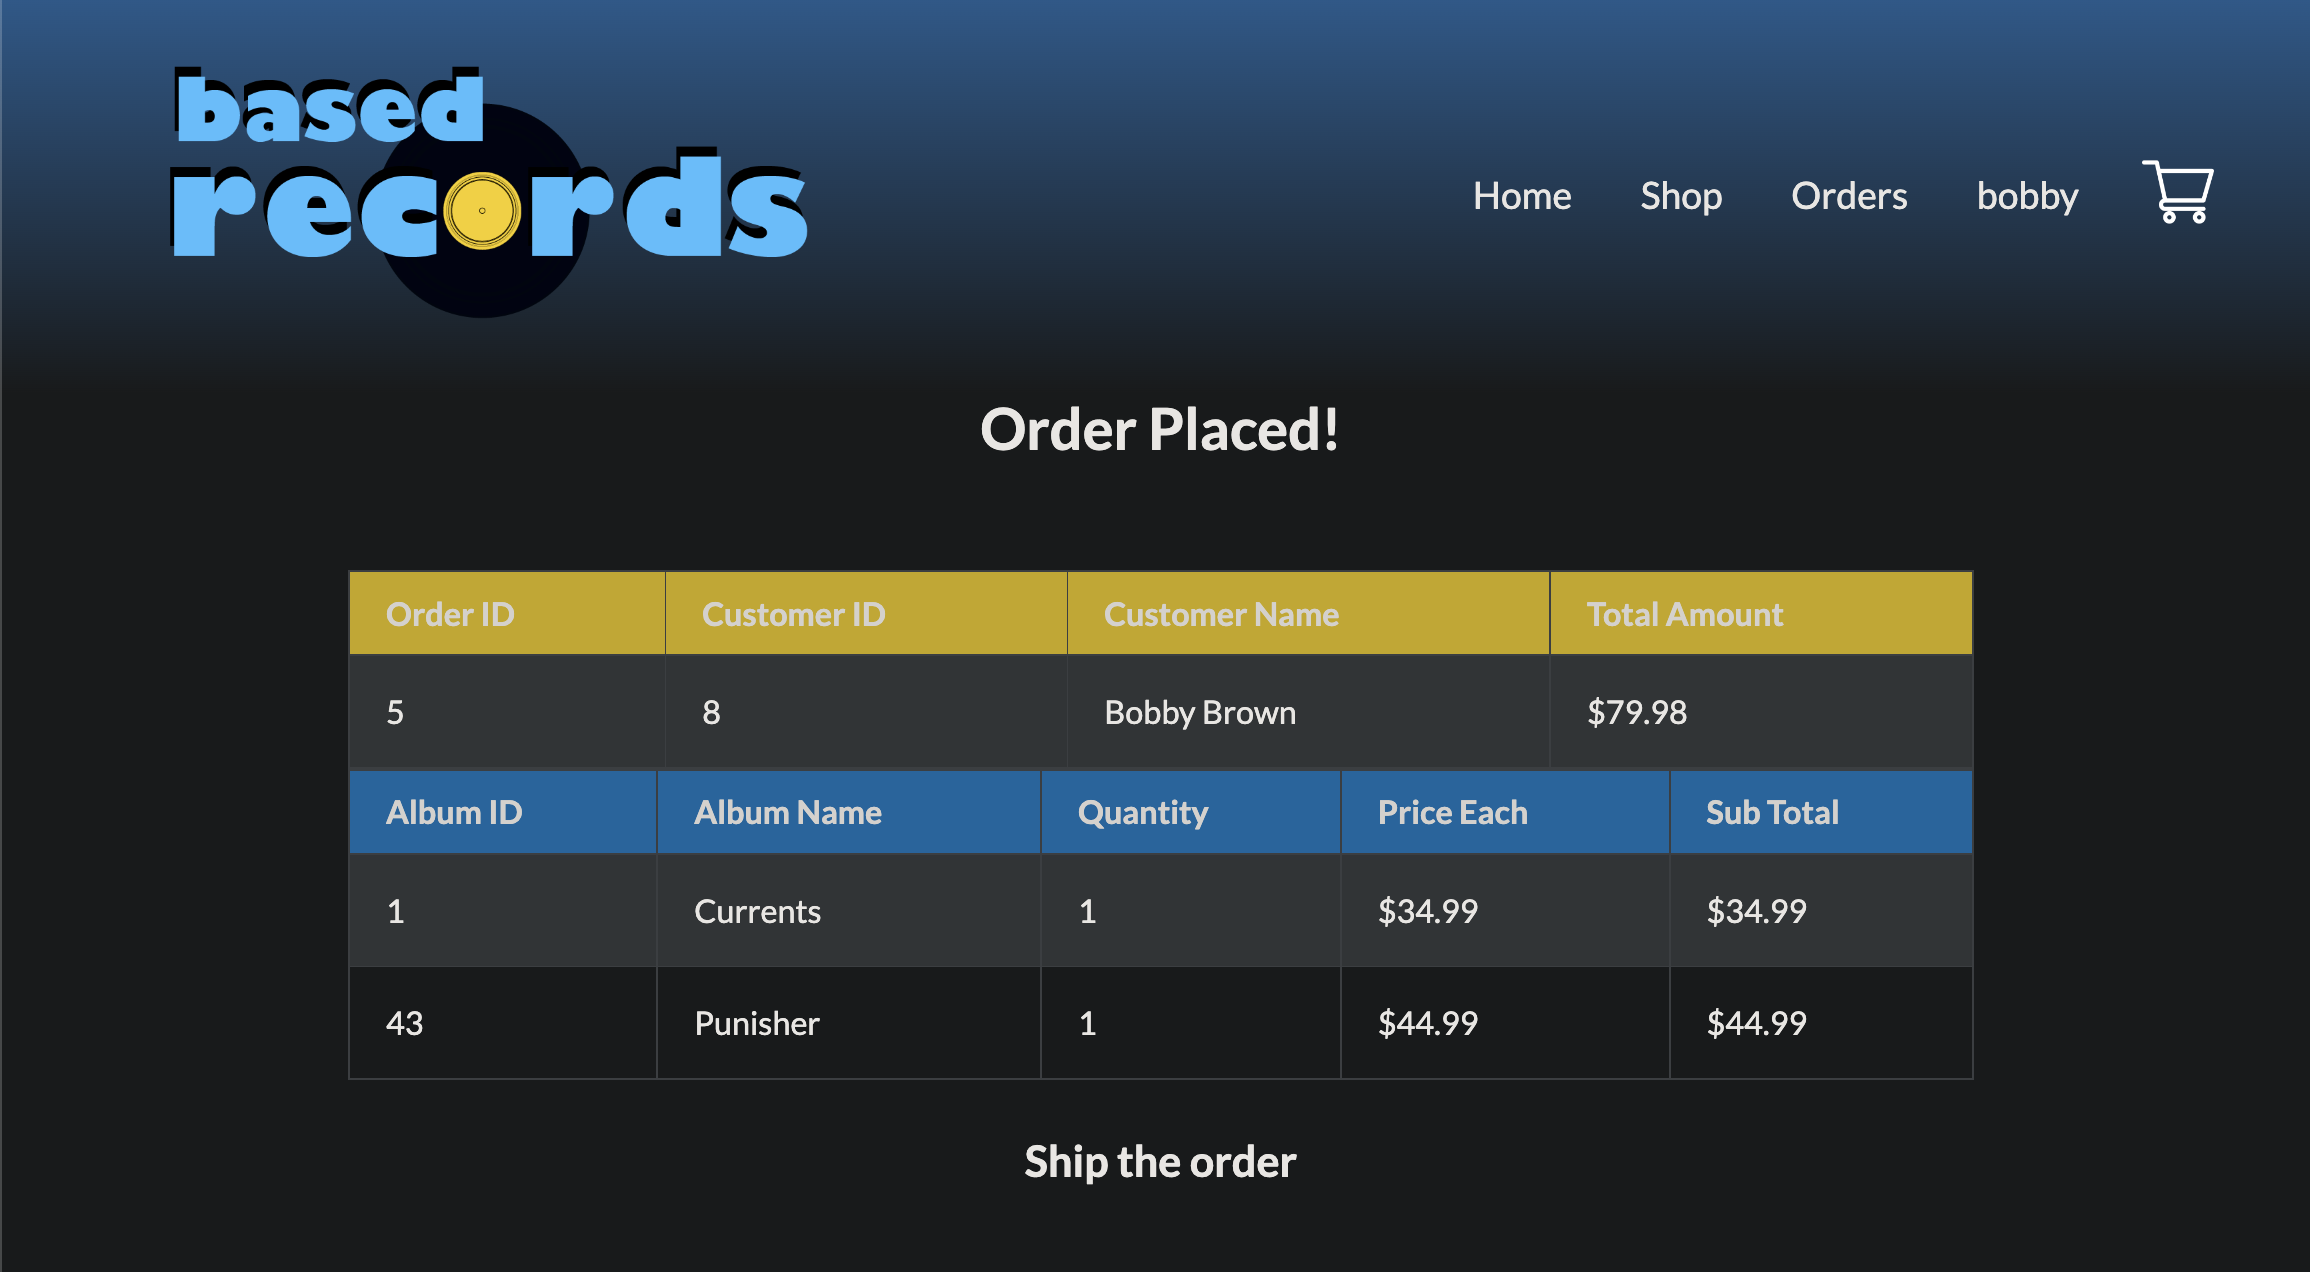 based
records
Home Shop Orders bobby
Order Placed!
Order ID Customer ID Customer Name Total Amount
5 8 Bobby Brown $79.98
Album ID Album Name Quantity Price Each Sub Total
1 Currents 1 $34.99 $34.99
43 Punisher 1 $44.99 $44.99
Ship the order